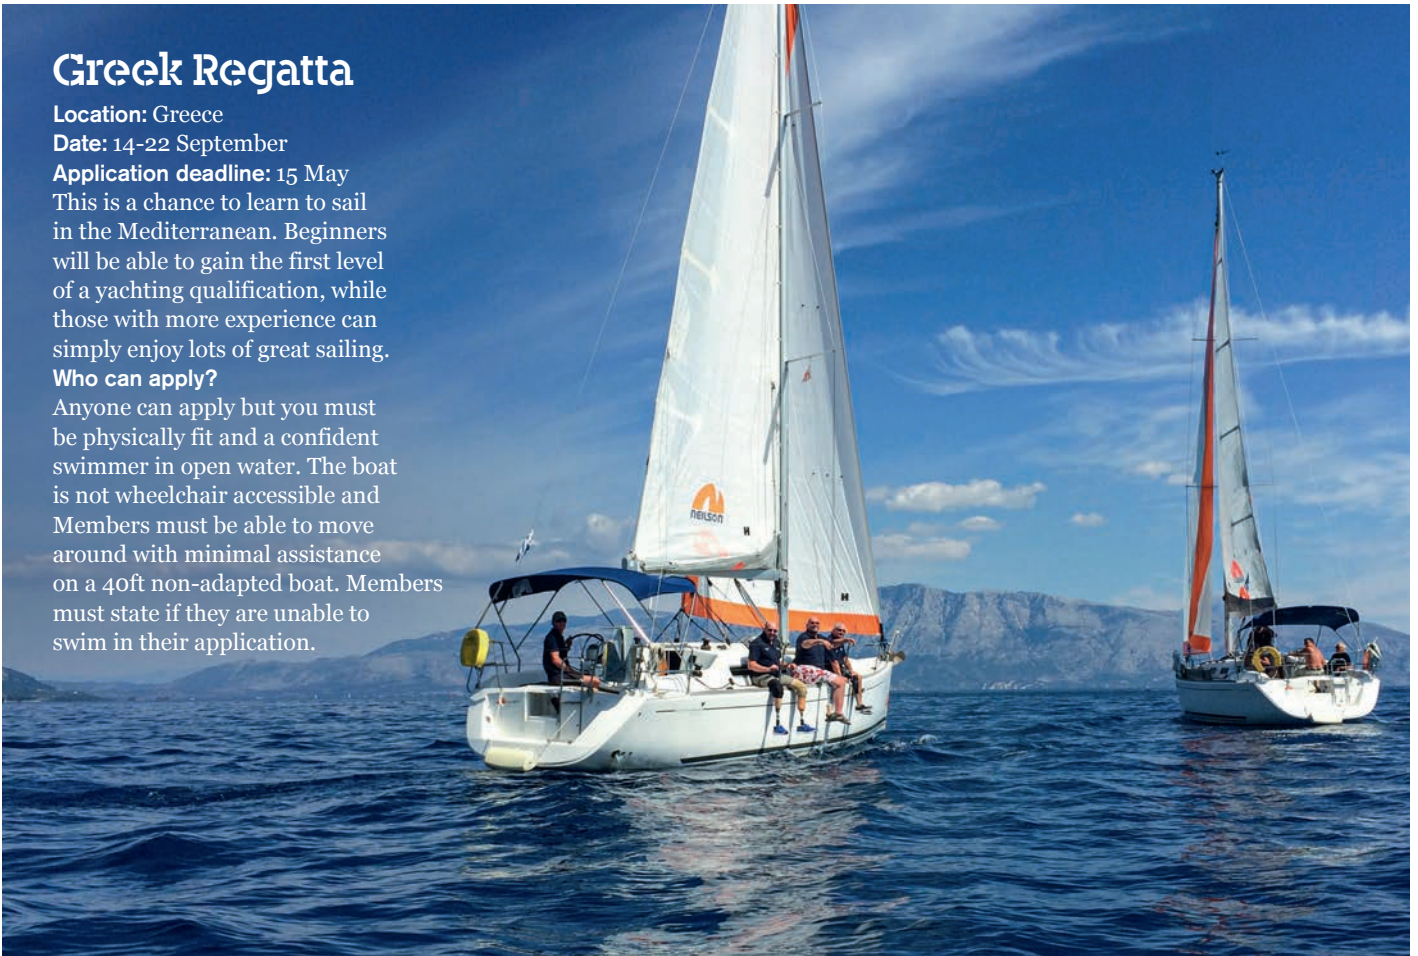 Greek Regatta
Location: Greece
Date: 14-22 September
Application deadline: 15 May
This is a chance to learn to sail
in the Mediterranean. Beginners
will be able to gain the first level
of a yachting qualification, while
those with more experience can
simply enjoy lots of great sailing.
Who can apply?
Anyone can apply but you must
be physically fit and a confident
swimmer in open water. The boat
is not wheelchair accessible and
Members must be able to move
around with minimal assistance
on a 40ft non-adapted boat. Members
must state if they are unable to
swim in their application.
NEILSON